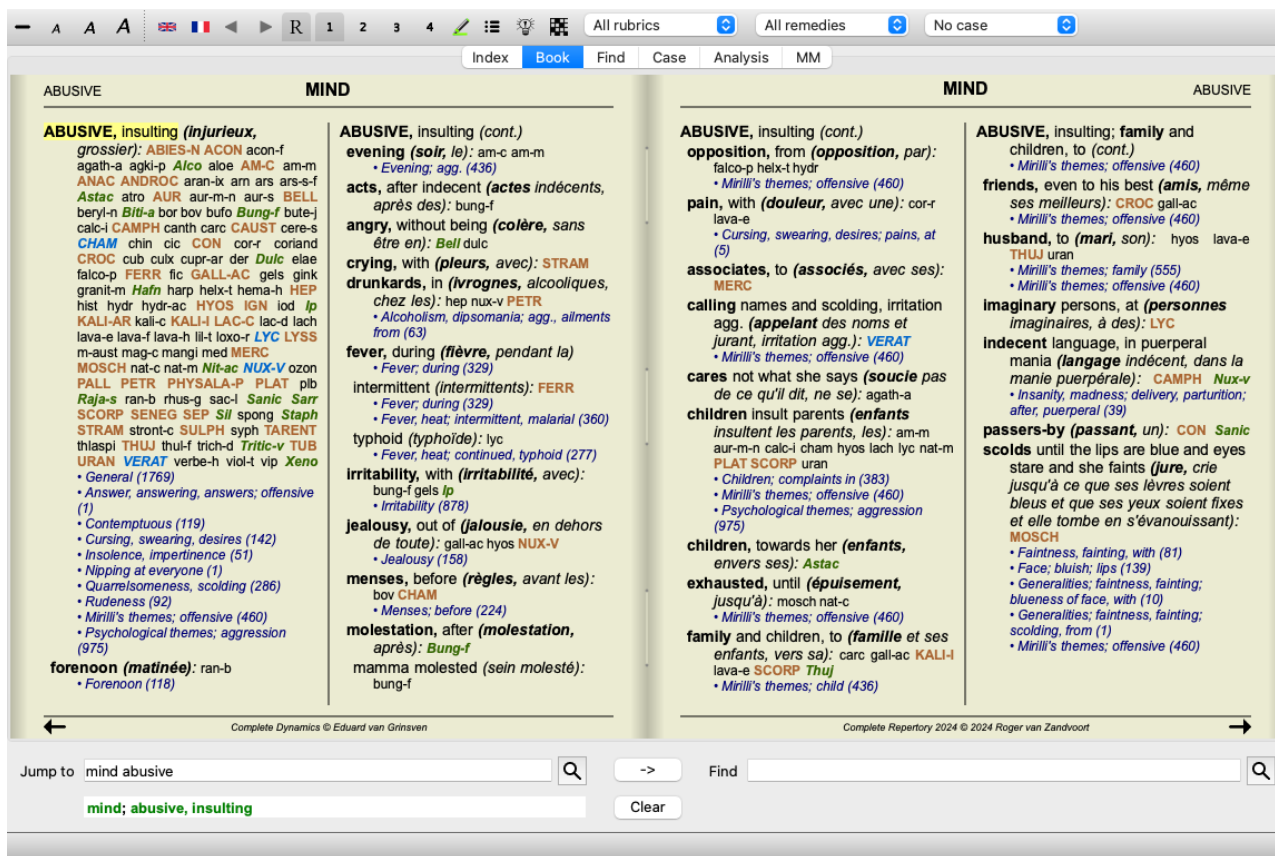 A A A R 1 2 3 4 All rubrics All remedies No case
Index Book Find Case Analysis MM
ABUSIVE MIND
ABUSIVE, insulting (injurieux,
grossier): ABIES-N ACON acon-f
agath-a agki-p Alco aloe AM-C am-m
ANAC ANDROC aran-ix arn ars ars-s-f
Astac atro AUR aur-m-n aur-s BELL
beryl-n Biti-a bor bov bufo Bung-f bute-j
calc-i CAMPH canth carc CAUST cere-s
CHAM chin cic CON cor-r coriand
CROC cub culx cupr-ar der Dulc elae
falco-p FERR fic GALL-AC gels gink
granit-m Hafn harp helx-t hema-h HEP
hist hydr hydr-ac HYOS IGN iod Ip
KALI-AR kali-c KALI-I LAC-C lac-d lach
lava-e lava-f lava-h lil-t loxo-r LYC LYSS
m-aust mag-c mangi med MERC
MOSCH nat-c nat-m Nit-ac NUX-V ozon
PALL PETR PHYSALA-P PLAT plb
Raja-s ran-b rhus-g sac-l Sanic Sarr
SCORP SENEG SEP Sil spong Staph
STRAM stront-c SULPH syph TARENT
thlaspi THUJ thul-f trich-d Tritic-v TUB
URAN VERAT verbe-h viol-t vip Xeno
• General (1769)
• Answer, answering, answers; offensive
(1)
• Contemptuous (119)
• Cursing, swearing, desires (142)
• Insolence, impertinence (51)
• Nipping at everyone (1)
• Quarrelsomeness, scolding (286)
• Rudeness (92)
• Mirilli's themes; offensive (460)
• Psychological themes; aggression
(975)
forenoon (matinée): ran-b
• Forenoon (118)
ABUSIVE, insulting (cont.)
evening (soir, le): am-c am-m
• Evening; agg. (436)
acts, after indecent (actes indécents,
après des): bung-f
angry, without being (colère, sans
être en): Bell dulc
crying, with (pleurs, avec): STRAM
drunkards, in (ivrognes, alcooliques,
chez les): hep nux-v PETR
• Alcoholism, dipsomania; agg., ailments
from (63)
fever, during (fièvre, pendant la)
• Fever; during (329)
intermittent (intermittents): FERR
• Fever; during (329)
• Fever, heat; intermittent, malarial (360)
typhoid (typhoïde): lyc
• Fever, heat; continued, typhoid (277)
irritability, with (irritabilité, avec):
bung-f gels Ip
• Irritability (878)
jealousy, out of (jalousie, en dehors
de toute): gall-ac hyos NUX-V
• Jealousy (158)
menses, before (règles, avant les):
bov CHAM
• Menses; before (224)
molestation, after (molestation,
après): Bung-f
mamma molested (sein molesté):
bung-f
Complete Dynamics © Eduard van Grinsven
MIND ABUSIVE
ABUSIVE, insulting (cont.)
opposition, from (opposition, par):
falco-p helx-t hydr
• Mirilli's themes; offensive (460)
pain, with (douleur, avec une): cor-r
lava-e
• Cursing, swearing, desires; pains, at
(5)
associates, to (associés, avec ses):
MERC
calling names and scolding, irritation
agg. (appelant des noms et
jurant, irritation agg.): VERAT
• Mirilli's themes; offensive (460)
cares not what she says (soucie pas
de ce qu'il dit, ne se): agath-a
children insult parents (enfants
insultent les parents, les): am-m
aur-m-n calc-i cham hyos lach lyc nat-m
PLAT SCORP uran
• Children; complaints in (383)
• Mirilli's themes; offensive (460)
• Psychological themes; aggression
(975)
children, towards her (enfants,
envers ses): Astac
exhausted, until (épuisement,
jusqu'à): mosch nat-c
• Mirilli's themes; offensive (460)
family and children, to (famille et ses
enfants, vers sa): carc gall-ac KALI-I
lava-e SCORP Thuj
• Mirilli's themes; child (436)
ABUSIVE, insulting; family and
children, to (cont.)
• Mirilli's themes; offensive (460)
friends, even to his best (amis, même
ses meilleurs): CROC gall-ac
• Mirilli's themes; offensive (460)
husband, to (mari, son): hyos lava-e
THUJ uran
• Mirilli's themes; family (555)
• Mirilli's themes; offensive (460)
imaginary persons, at (personnes
imaginaires, à des): LYC
indecent language, in puerperal
mania (langage indécent, dans la
manie puerpérale): CAMPH Nux-v
• Insanity, madness; delivery, parturition;
after, puerperal (39)
passers-by (passant, un): CON Sanic
scolds until the lips are blue and eyes
stare and she faints (jure, crie
jusqu'à ce que ses lèvres soient
bleus et que ses yeux soient fixes
et elle tombe en s'évanouissant):
MOSCH
• Faintness, fainting, with (81)
• Face; bluish; lips (139)
• Generalities; faintness, fainting;
blueness of face, with (10)
• Generalities; faintness, fainting;
scolding, from (1)
• Mirilli's themes; offensive (460)
Complete Repertory 2024 © 2024 Roger van Zandvoort
Jump to mind abusive -> Find
mind; abusive, insulting Clear